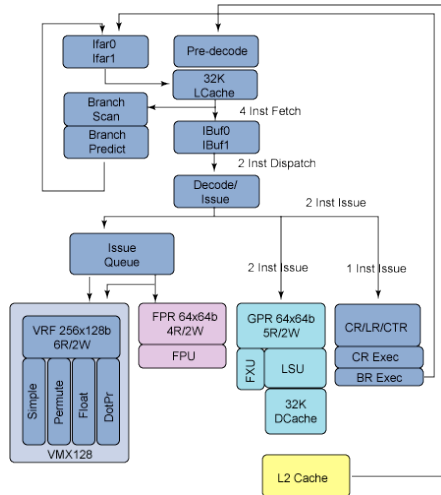 Ifar0
Ifar1
Pre-decode
32K
LCache
Branch
Scan
4 Inst Fetch
Branch
Predict
IBuf0
IBuf1
2 Inst Dispatch
Decode/
Issue
2 Inst Issue
Issue
Queue
2 Inst Issue
1 Inst Issue
VRF 256x128b
6R/2W
FPR 64x64b
4R/2W
GPR 64x64b
5R/2W
CR/LR/CTR
FPU
FXU
LSU
CR Exec
BR Exec
Simple
Permute
Float
DotPr
32K
DCache
VMX128
L2 Cache